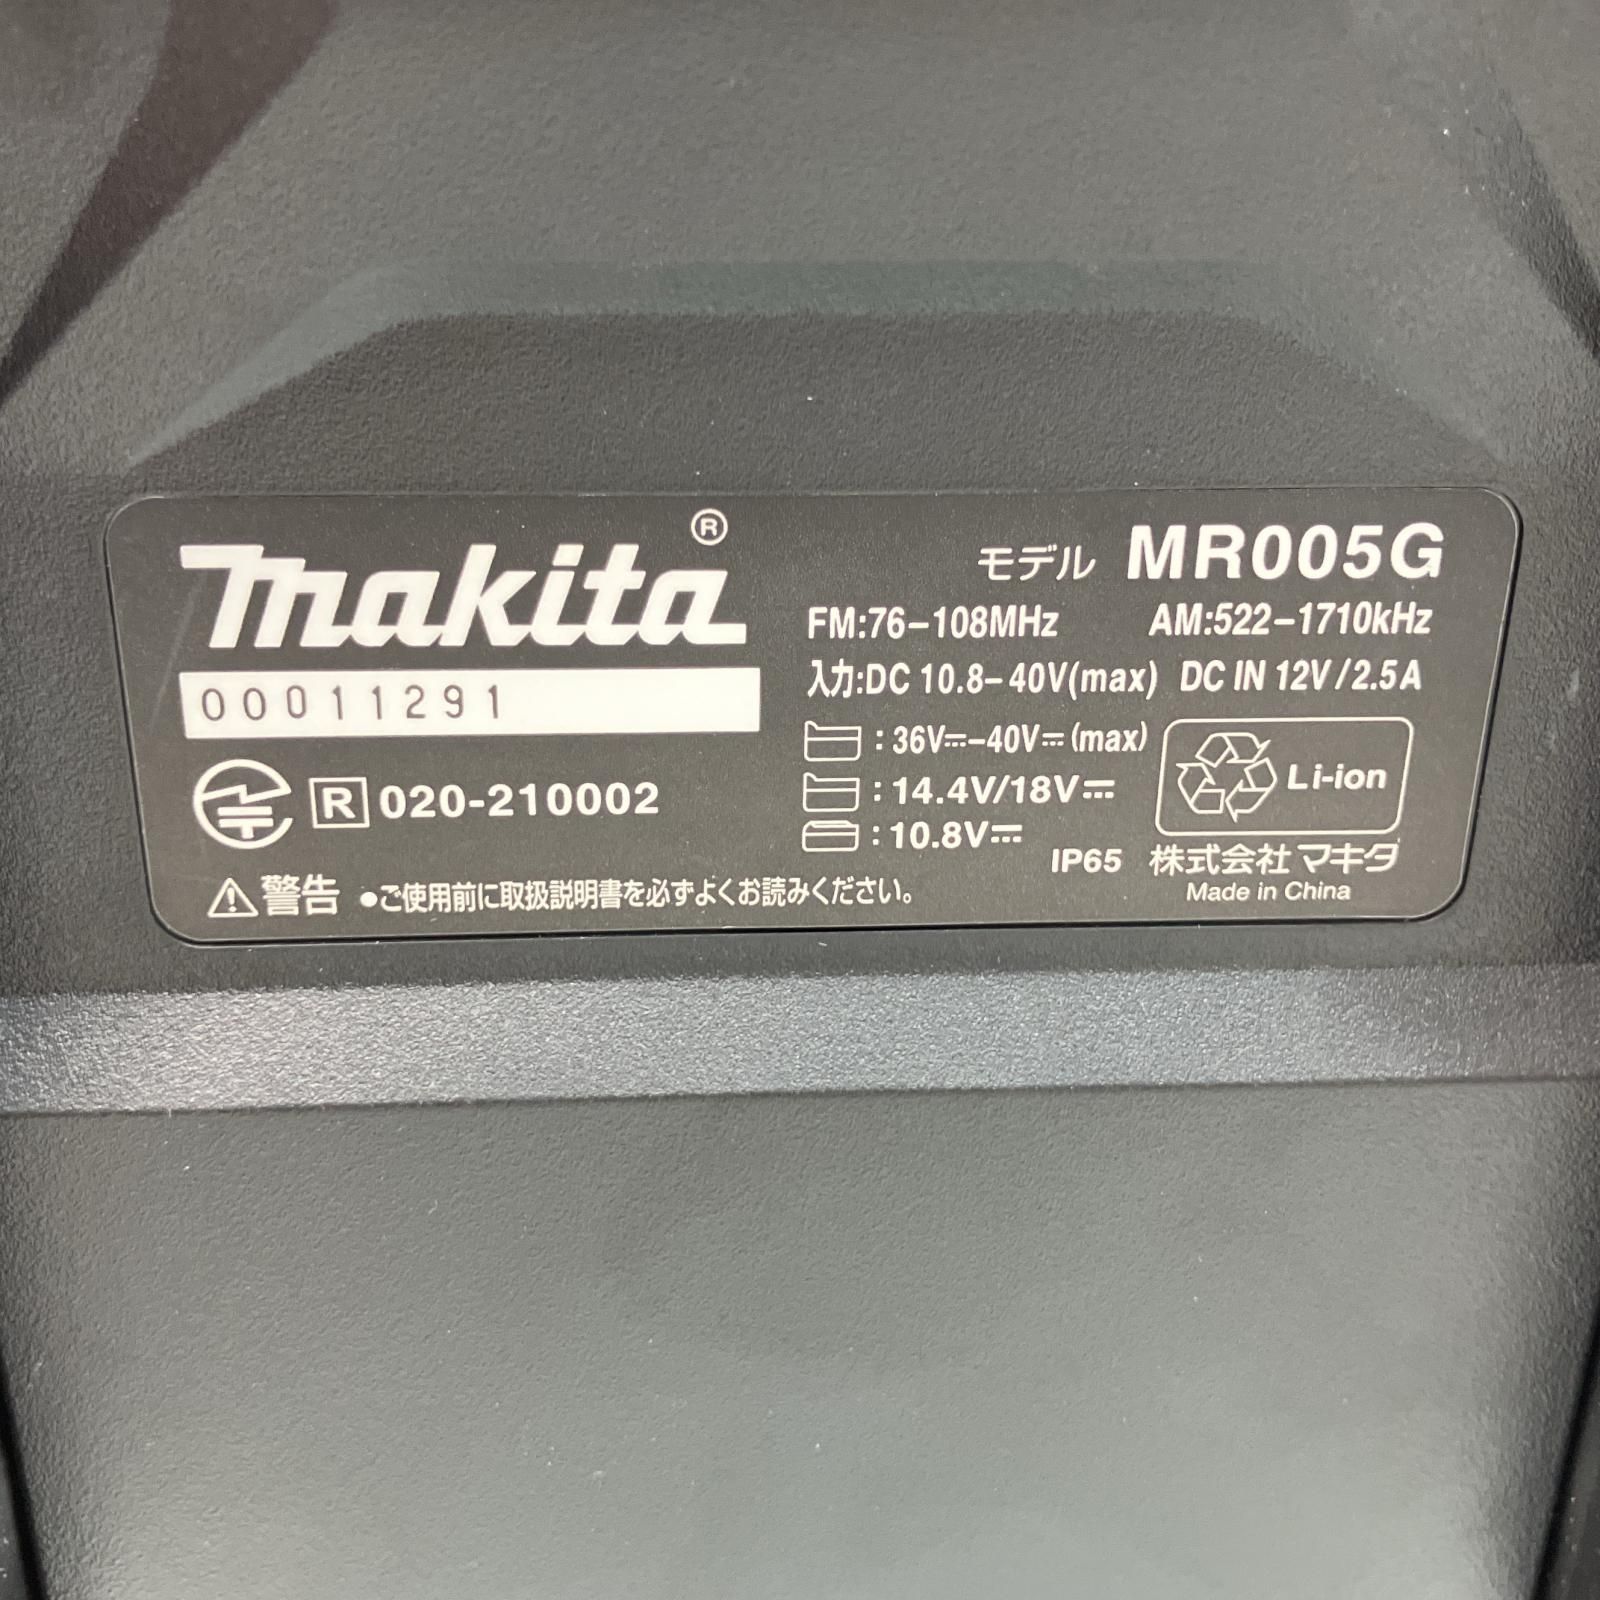 makita®
00011291
R 020-210002
警告 ●ご使用前に取扱説明書を必ずよくお読みください。
モデル MR005G
FM:76-108MHz AM:522-1710kHz
入力:DC 10.8-40V(max) DC IN 12V/2.5A
:36V⎓-40V⎓(max)
:14.4V/18V⎓
:10.8V⎓
Li-ion
IP65 株式会社マキタ
Made in China